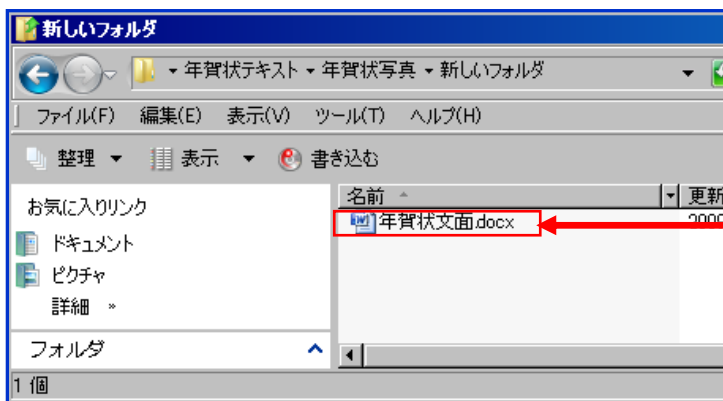 新しいフォルダ
年賀状テキスト 年賀状写真 新しいフォルダ
ファイル(F) 編集(E) 表示(V) ツール(T) ヘルプ(H)
整理 表示 書き込む
お気に入りリンク
ドキュメント
ピクチャ
詳細 »
フォルダ
名前 更新
年賀状文面.docx
1 個